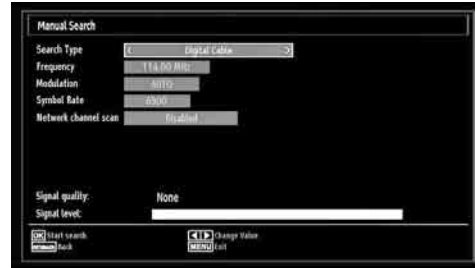 Manual Search
Search Type Digital Cable
Frequency 114.00 MHz
Modulation
Symbol Rate 6900
Network channel scan Disabled
Signal quality: None
Signal level:
OK Start search Change Value
Back MENU Exit